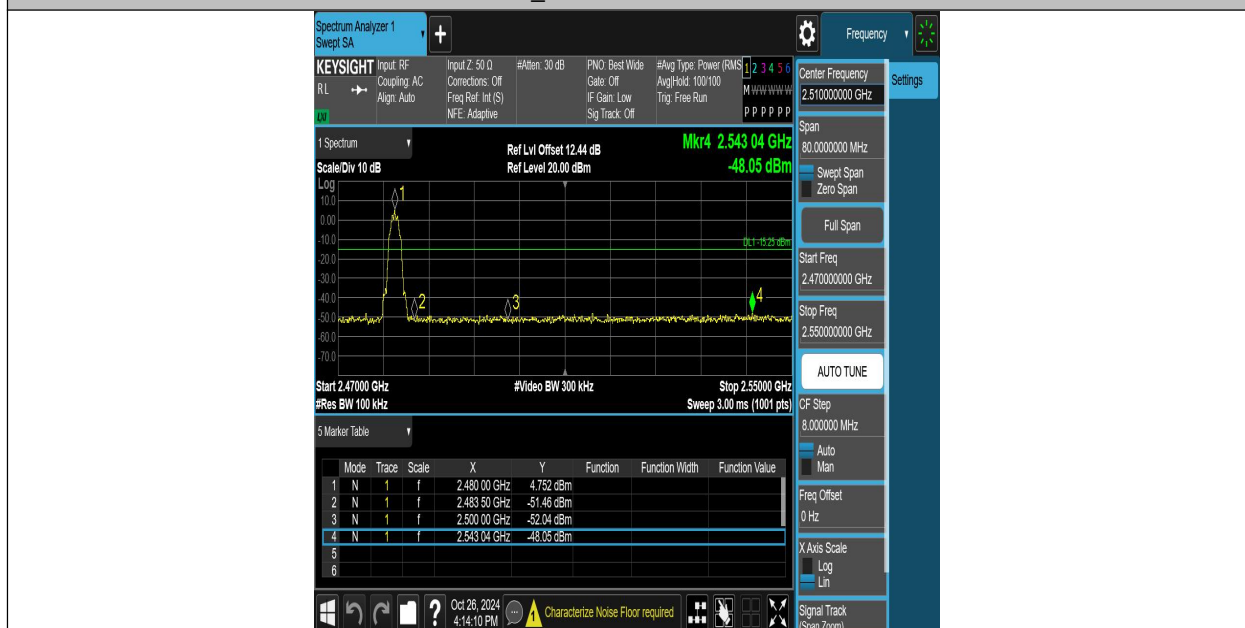 Spectrum Analyzer 1
Swept SA
+
Frequency
KEYSIGHT
RL
Input: RF
Coupling: AC
Align: Auto
Input Z: 50 Ω
Corrections: Off
Freq Ref: Int (S)
NFE: Adaptive
#Atten: 30 dB
PNO: Best Wide
Gate: Off
IF Gain: Low
Sig Track: Off
#Avg Type: Power (RMS
Avg|Hold: 100/100
Trig: Free Run
1 2 3 4 5 6
M W W W W W
P P P P P P
1 Spectrum
Scale/Div 10 dB
Ref Lvl Offset 12.44 dB
Ref Level 20.00 dBm
Mkr4 2.543 04 GHz
-48.05 dBm
Log
10.0
0.00
-10.0
-20.0
-30.0
-40.0
-50.0
-60.0
-70.0
1
2
3
4
DL1 -15.25 dBm
Start 2.47000 GHz
#Video BW 300 kHz
Stop 2.55000 GHz
#Res BW 100 kHz
Sweep 3.00 ms (1001 pts)
5 Marker Table
Mode Trace Scale X Y Function Function Width Function Value
1 N 1 f 2.480 00 GHz 4.752 dBm
2 N 1 f 2.483 50 GHz -51.46 dBm
3 N 1 f 2.500 00 GHz -52.04 dBm
4 N 1 f 2.543 04 GHz -48.05 dBm
5
6
?
Oct 26, 2024
4:14:10 PM
Characterize Noise Floor required
Center Frequency
2.510000000 GHz
Settings
Span
80.0000000 MHz
Swept Span
Zero Span
Full Span
Start Freq
2.470000000 GHz
Stop Freq
2.550000000 GHz
AUTO TUNE
CF Step
8.000000 MHz
Auto
Man
Freq Offset
0 Hz
X Axis Scale
Log
Lin
Signal Track
(Span Zoom)